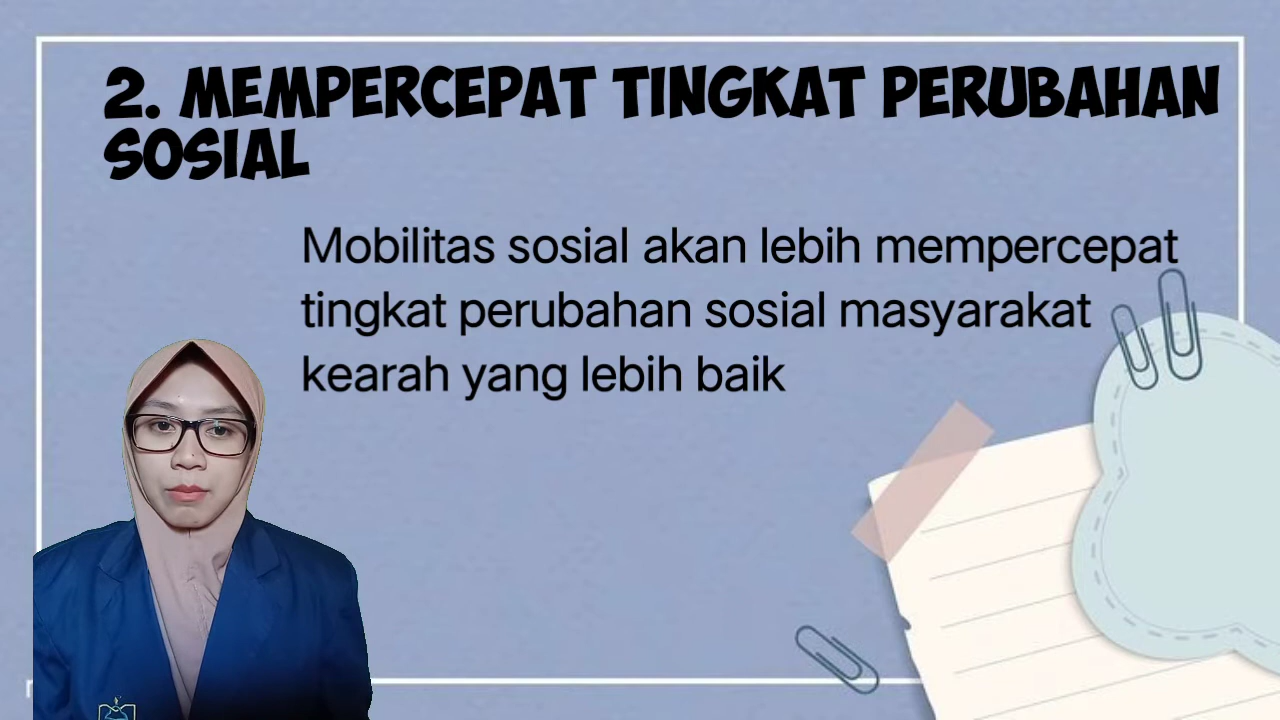 2. MEMPERCEPAT TINGKAT PERUBAHAN
SOSIAL
Mobilitas sosial akan lebih mempercepat
tingkat perubahan sosial masyarakat
kearah yang lebih baik